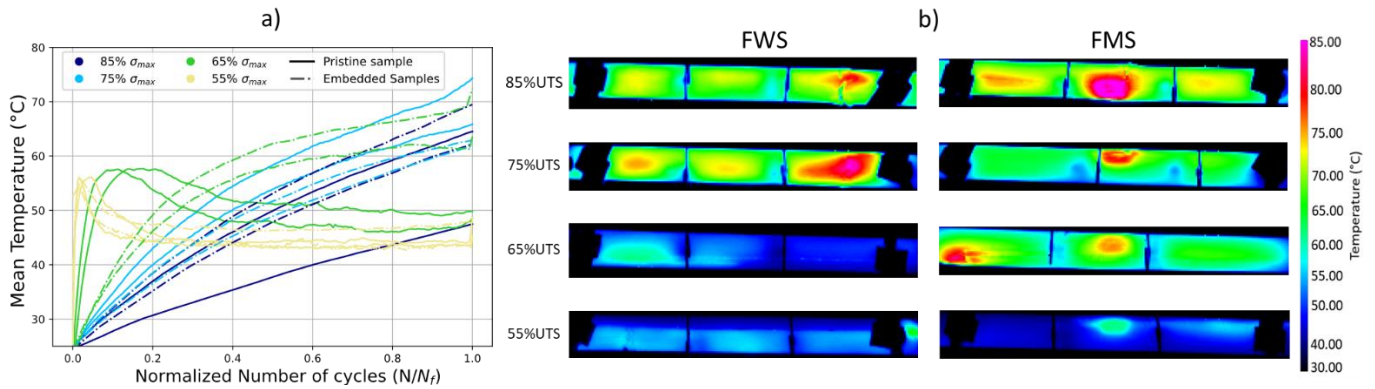 a)
80
70
60
50
40
30
Mean Temperature (°C)
85% σmax
75% σmax
65% σmax
55% σmax
Pristine sample
Embedded Samples
0.0 0.2 0.4 0.6 0.8 1.0
Normalized Number of cycles (N/Nf)
b)
FWS FMS
85%UTS
75%UTS
65%UTS
55%UTS
85.00
80.00
75.00
70.00
65.00
60.00
55.00
50.00
40.00
30.00
Temperature (°C)